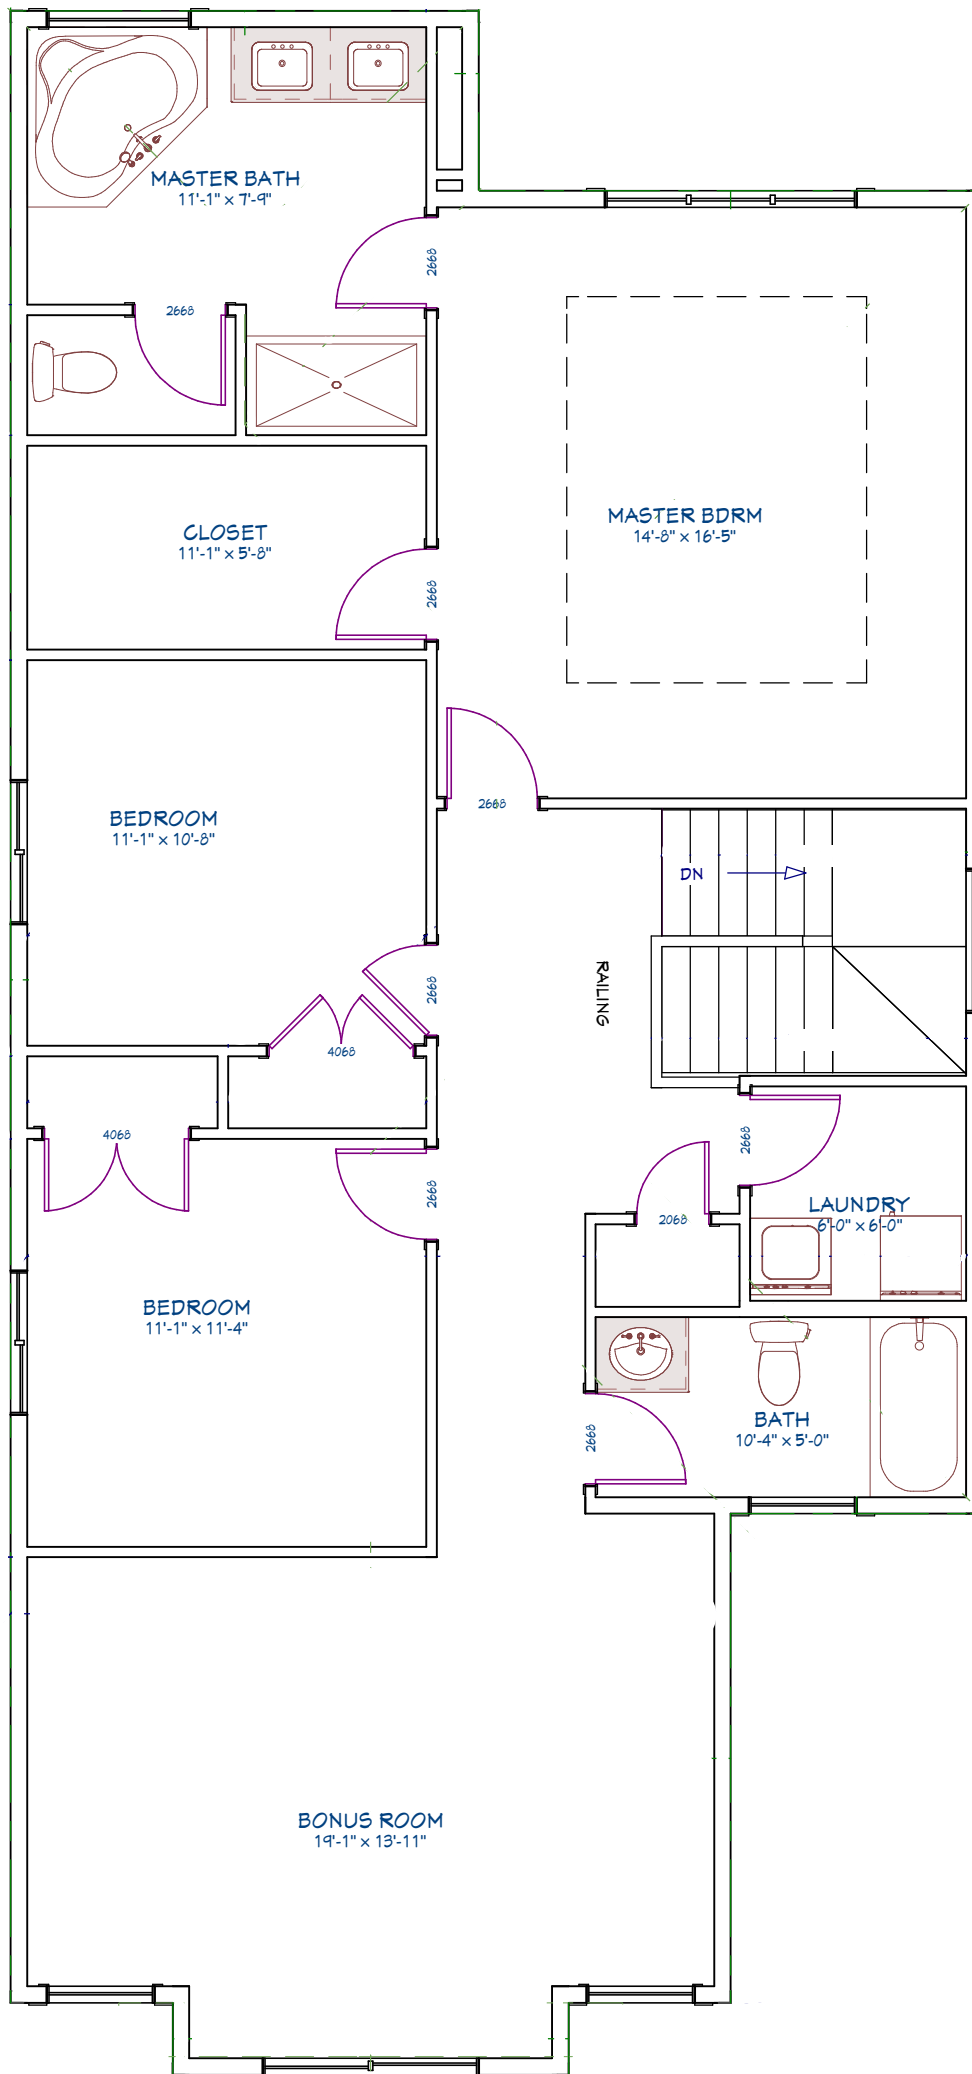 MASTER BATH
11'-1" x 7'-9"
2668
2668
MASTER BDRM
14'-8" x 16'-5"
CLOSET
11'-1" x 5'-8"
2668
2668
BEDROOM
11'-1" x 10'-8"
DN
RAILING
2668
4068
4068
2668
2668
LAUNDRY
6'-0" x 6'-0"
2068
BEDROOM
11'-1" x 11'-4"
BATH
10'-4" x 5'-0"
2668
BONUS ROOM
19'-1" x 13'-11"